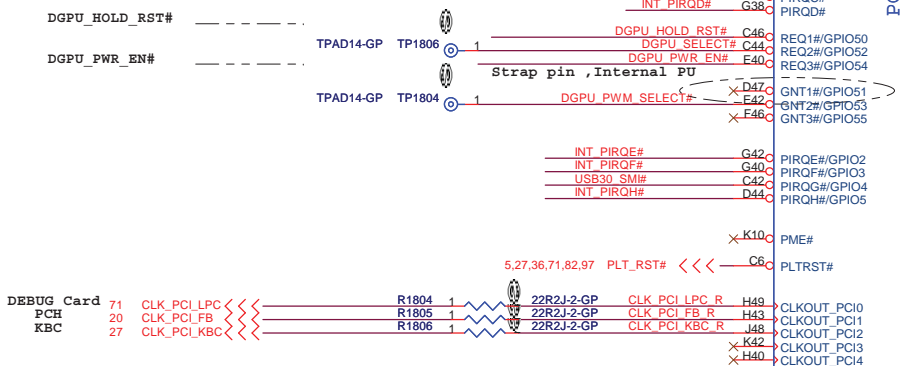 INT_PIRQD# G38 PIRQD#
DGPU_HOLD_RST#
DGPU_HOLD_RST# C46 REQ1#/GPIO50
TPAD14-GP TP1806 1 DGPU_SELECT# C44 REQ2#/GPIO52
DGPU_PWR_EN# DGPU_PWR_EN# E40 REQ3#/GPIO54
Strap pin ,Internal PU
D47 GNT1#/GPIO51
TPAD14-GP TP1804 1 DGPU_PWM_SELECT# E42 GNT2#/GPIO53
F46 GNT3#/GPIO55
INT_PIRQE# G42 PIRQE#/GPIO2
INT_PIRQF# G40 PIRQF#/GPIO3
USB30_SMI# C42 PIRQG#/GPIO4
INT_PIRQH# D44 PIRQH#/GPIO5
K10 PME#
5,27,36,71,82,97 PLT_RST# C6 PLTRST#
DEBUG Card 71 CLK_PCI_LPC R1804 1 22R2J-2-GP CLK_PCI_LPC_R H49 CLKOUT_PCI0
PCH 20 CLK_PCI_FB R1805 1 22R2J-2-GP CLK_PCI_FB_R H43 CLKOUT_PCI1
KBC 27 CLK_PCI_KBC R1806 1 22R2J-2-GP CLK_PCI_KBC_R J48 CLKOUT_PCI2
K42 CLKOUT_PCI3
H40 CLKOUT_PCI4